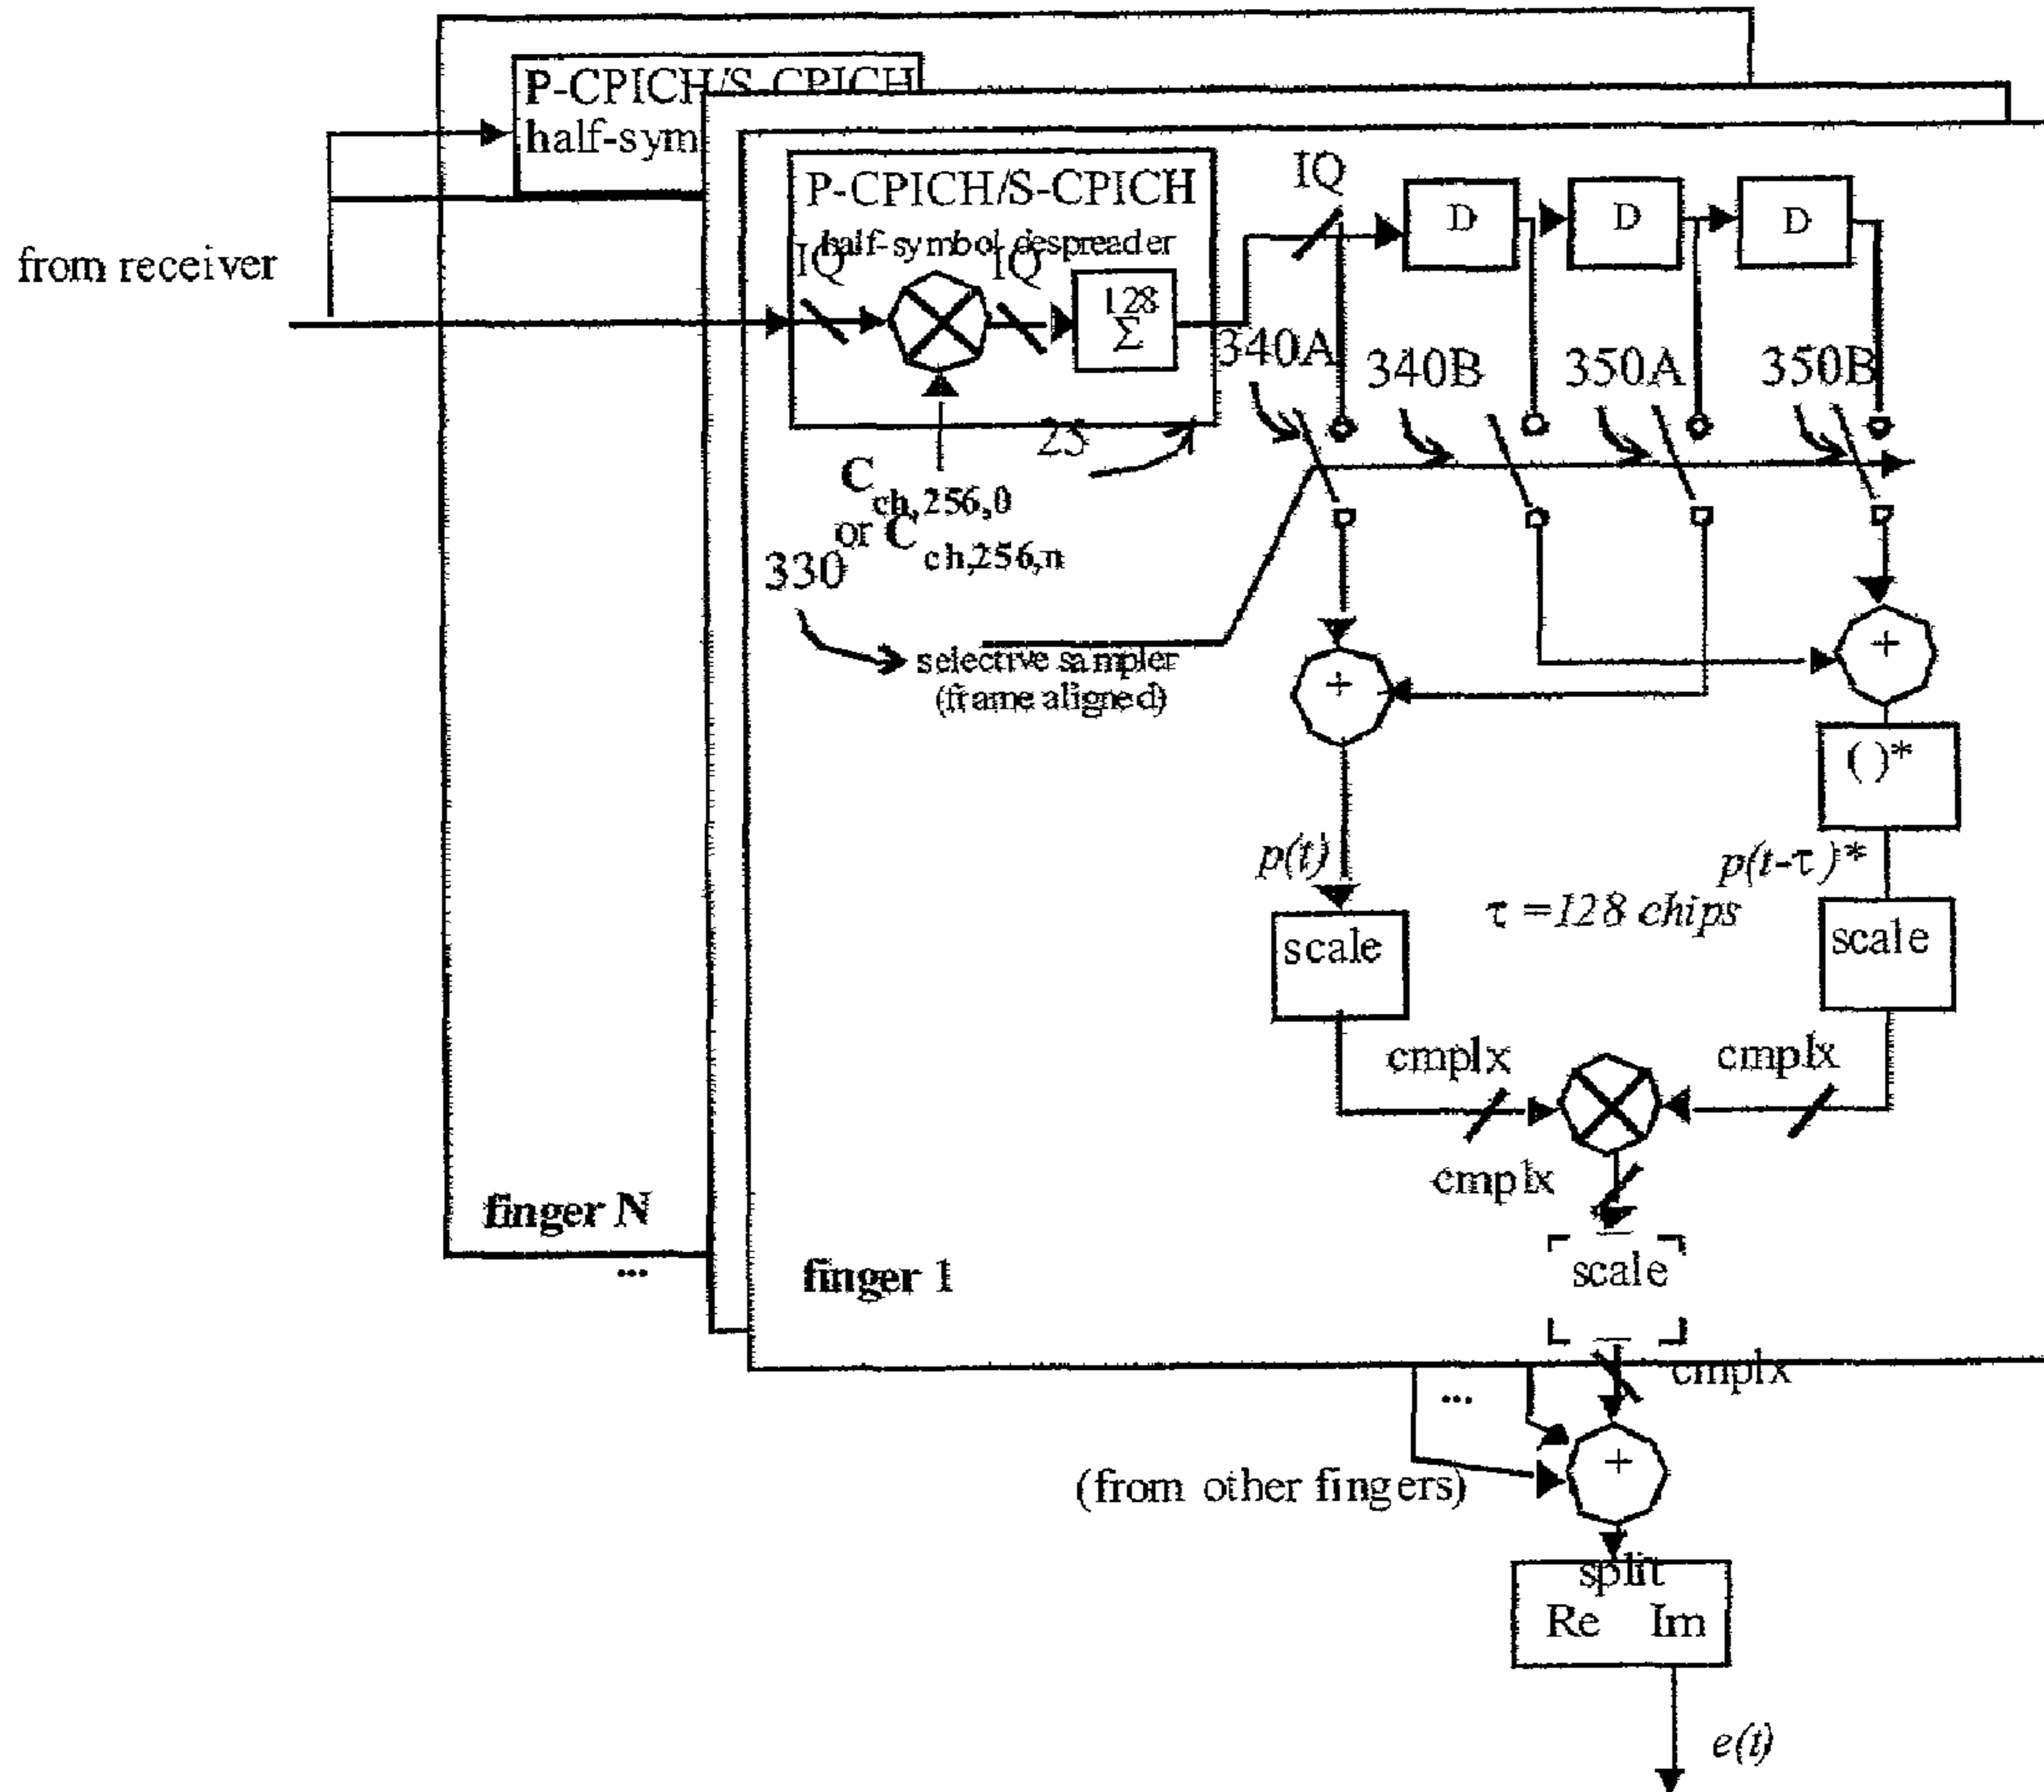 P-CPICH/S-CPICH
half-sym
P-CPICH/S-CPICH
half-symbol despreader
from receiver
IQ
IQ
128
Σ
IQ
D
D
D
340A
340B
350A
350B
25
C ch,256,0
or C ch,256,n
330
selective sampler
(frame aligned)
+
+
( )*
p(t)
p(t-τ)*
τ =128 chips
scale
scale
cmplx
cmplx
cmplx
finger N
...
finger 1
scale
cmplx
...
(from other fingers)
+
split
Re Im
e(t)